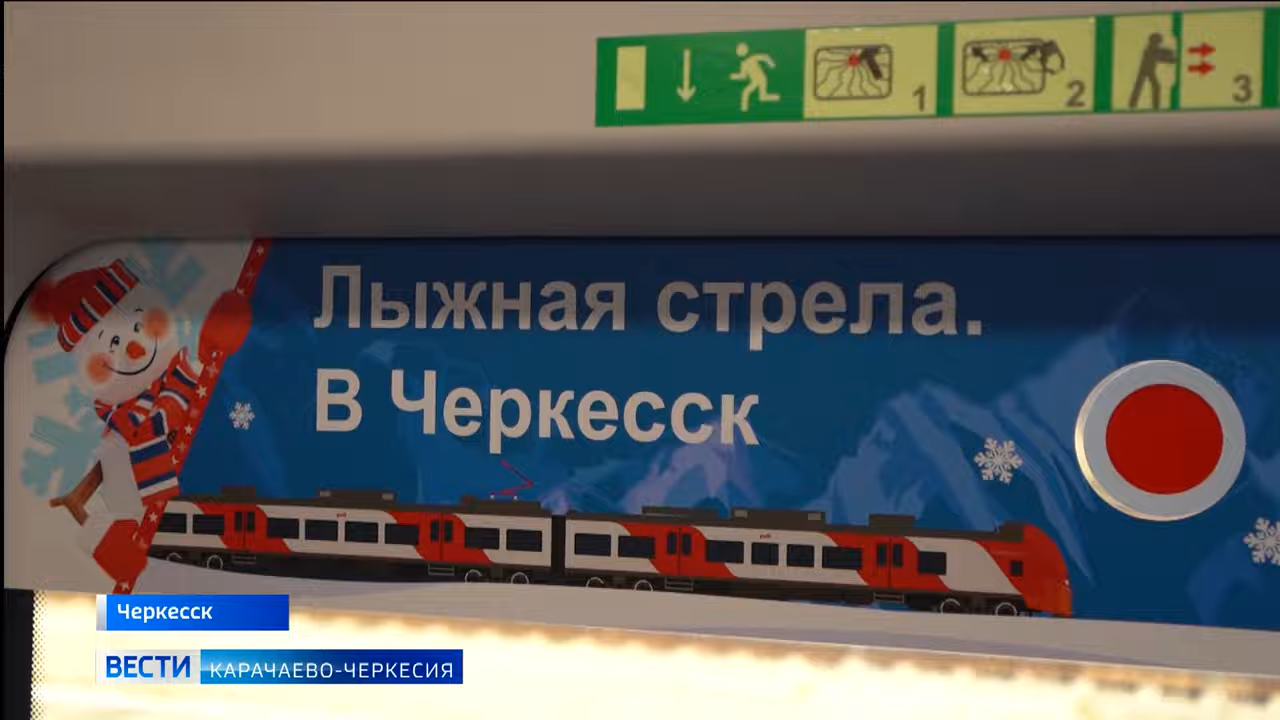 1
2
3
Лыжная стрела.
В Черкесск
Черкесск
ВЕСТИ КАРАЧАЕВО-ЧЕРКЕСИЯ